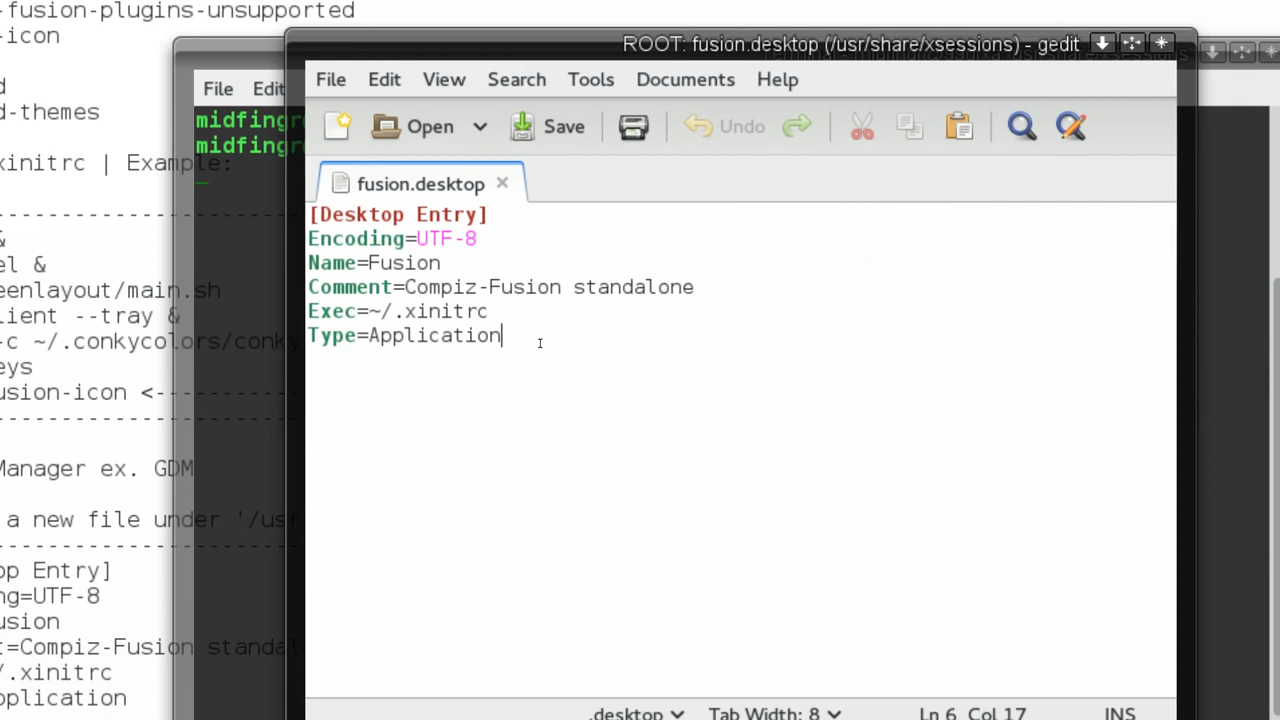 -fusion-plugins-unsupported
-icon
d-themes
xinitrc | Example:
&
el &
eenlayout/main.sh
lient --tray &
-c ~/.conkycolors/conky
eys
usion-icon <-----------
Manager ex. GDM
a new file under '/usr
op Entry]
ng=UTF-8
usion
t=Compiz-Fusion standal
/.xinitrc
pplication
File Edit
midfingr
midfingr
ROOT: fusion.desktop (/usr/share/xsessions) - gedit
File Edit View Search Tools Documents Help
Open Save Undo
fusion.desktop
[Desktop Entry]
Encoding=UTF-8
Name=Fusion
Comment=Compiz-Fusion standalone
Exec=~/.xinitrc
Type=Application
.desktop Tab Width: 8 Ln 6, Col 17 INS